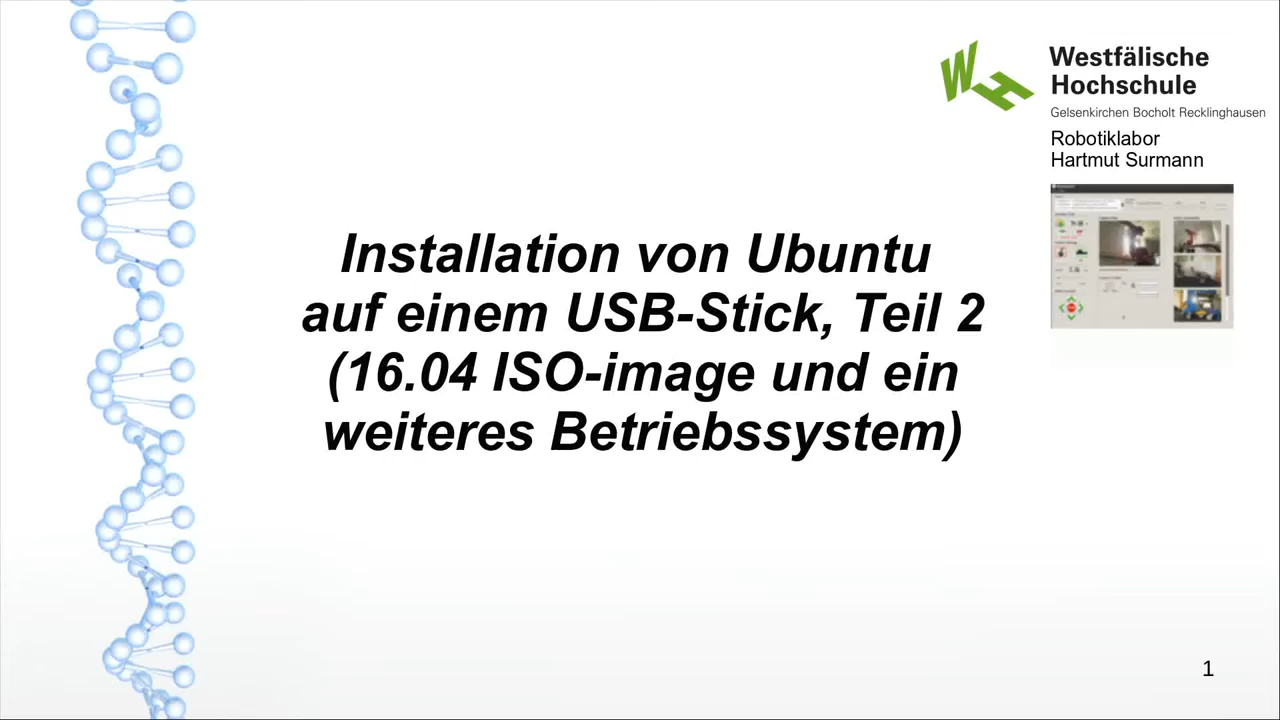 Westfälische
Hochschule
Gelsenkirchen Bocholt Recklinghausen
Robotiklabor
Hartmut Surmann
Installation von Ubuntu
auf einem USB-Stick, Teil 2
(16.04 ISO-image und ein
weiteres Betriebssystem)
1